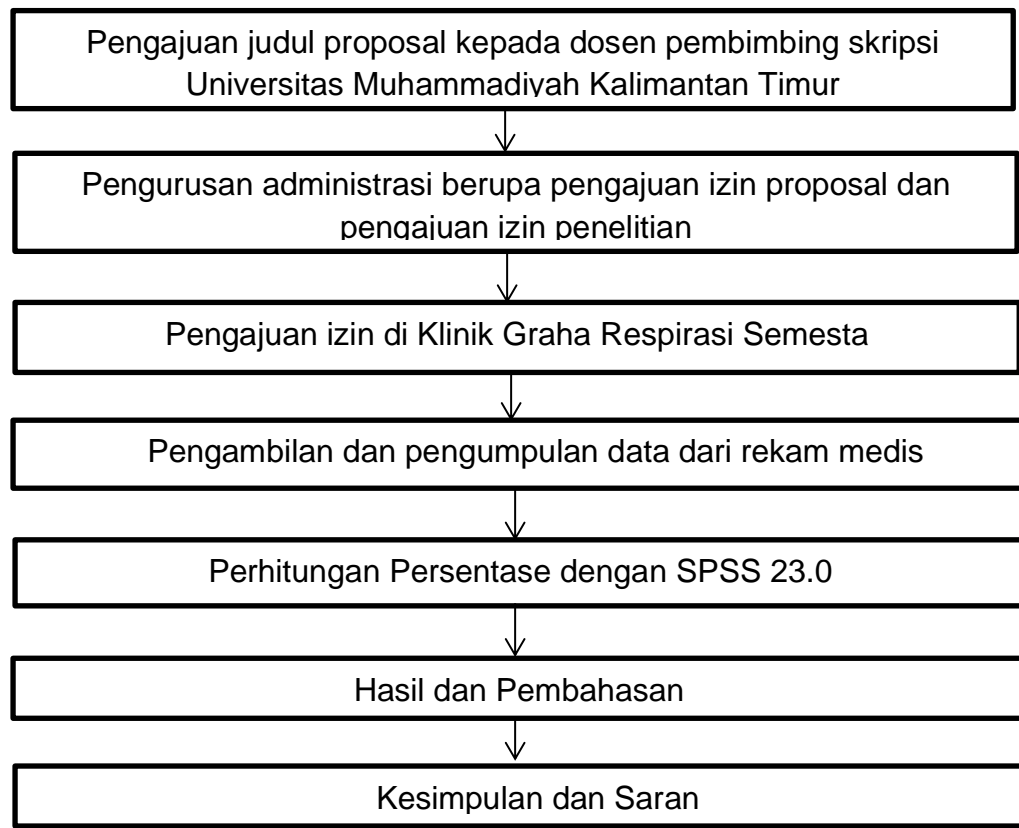 Pengajuan judul proposal kepada dosen pembimbing skripsi
Universitas Muhammadiyah Kalimantan Timur
Pengurusan administrasi berupa pengajuan izin proposal dan
pengajuan izin penelitian
Pengajuan izin di Klinik Graha Respirasi Semesta
Pengambilan dan pengumpulan data dari rekam medis
Perhitungan Persentase dengan SPSS 23.0
Hasil dan Pembahasan
Kesimpulan dan Saran